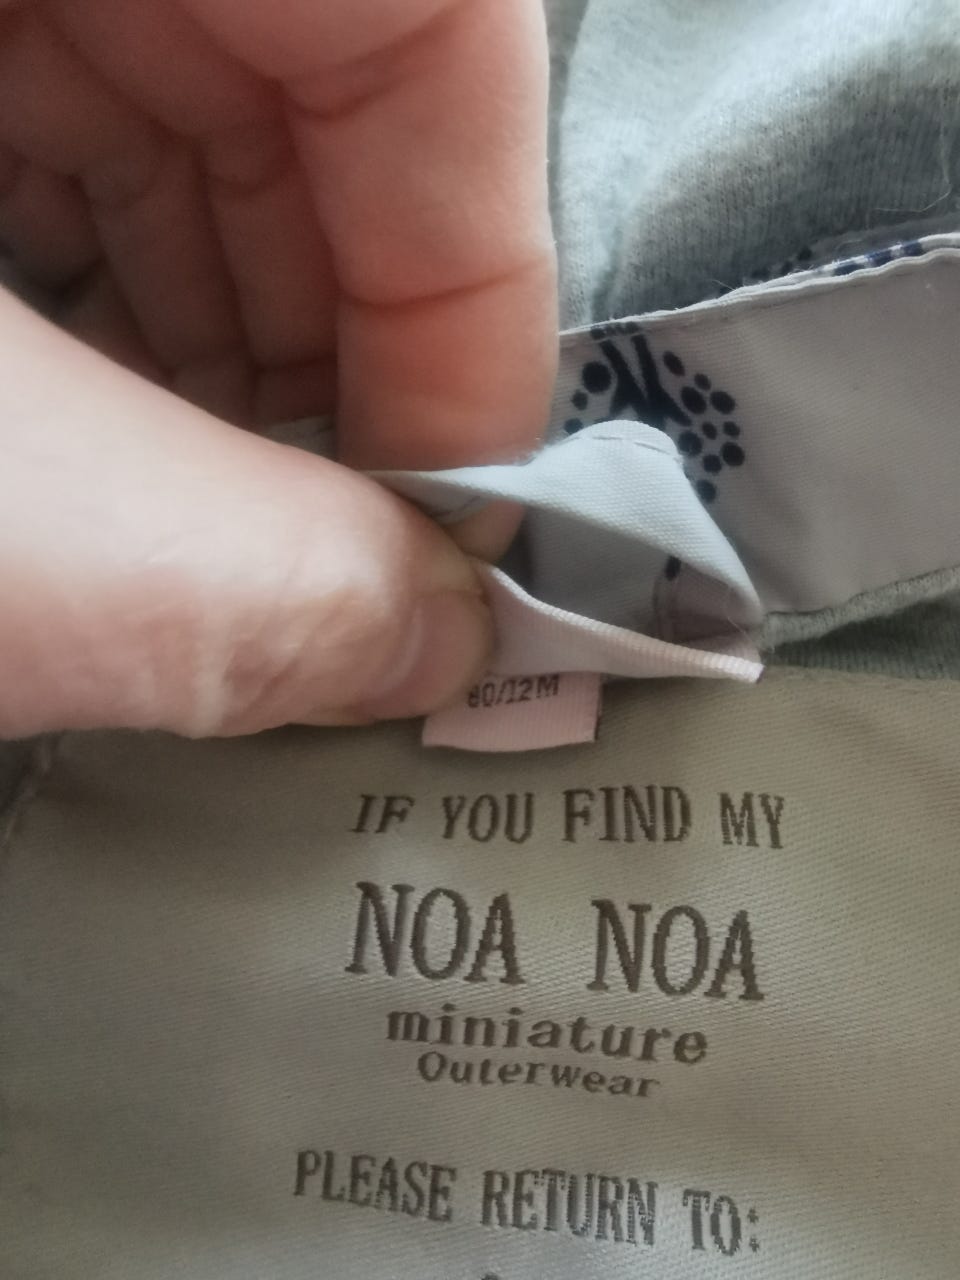 80/12M
IF YOU FIND MY
NOA NOA
miniature
Outerwear
PLEASE RETURN TO: